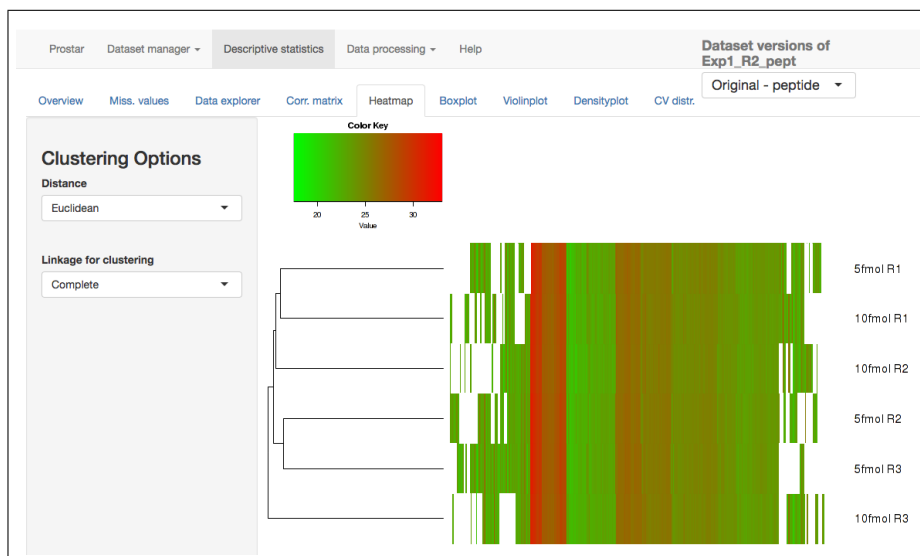 Prostar Dataset manager Descriptive statistics Data processing Help
Dataset versions of
Exp1_R2_pept
Original - peptide
Overview Miss. values Data explorer Corr. matrix Heatmap Boxplot Violinplot Densityplot CV distr.
Clustering Options
Distance
Euclidean
Linkage for clustering
Complete
Color Key
20 25 30
Value
5fmol R1
10fmol R1
10fmol R2
5fmol R2
5fmol R3
10fmol R3